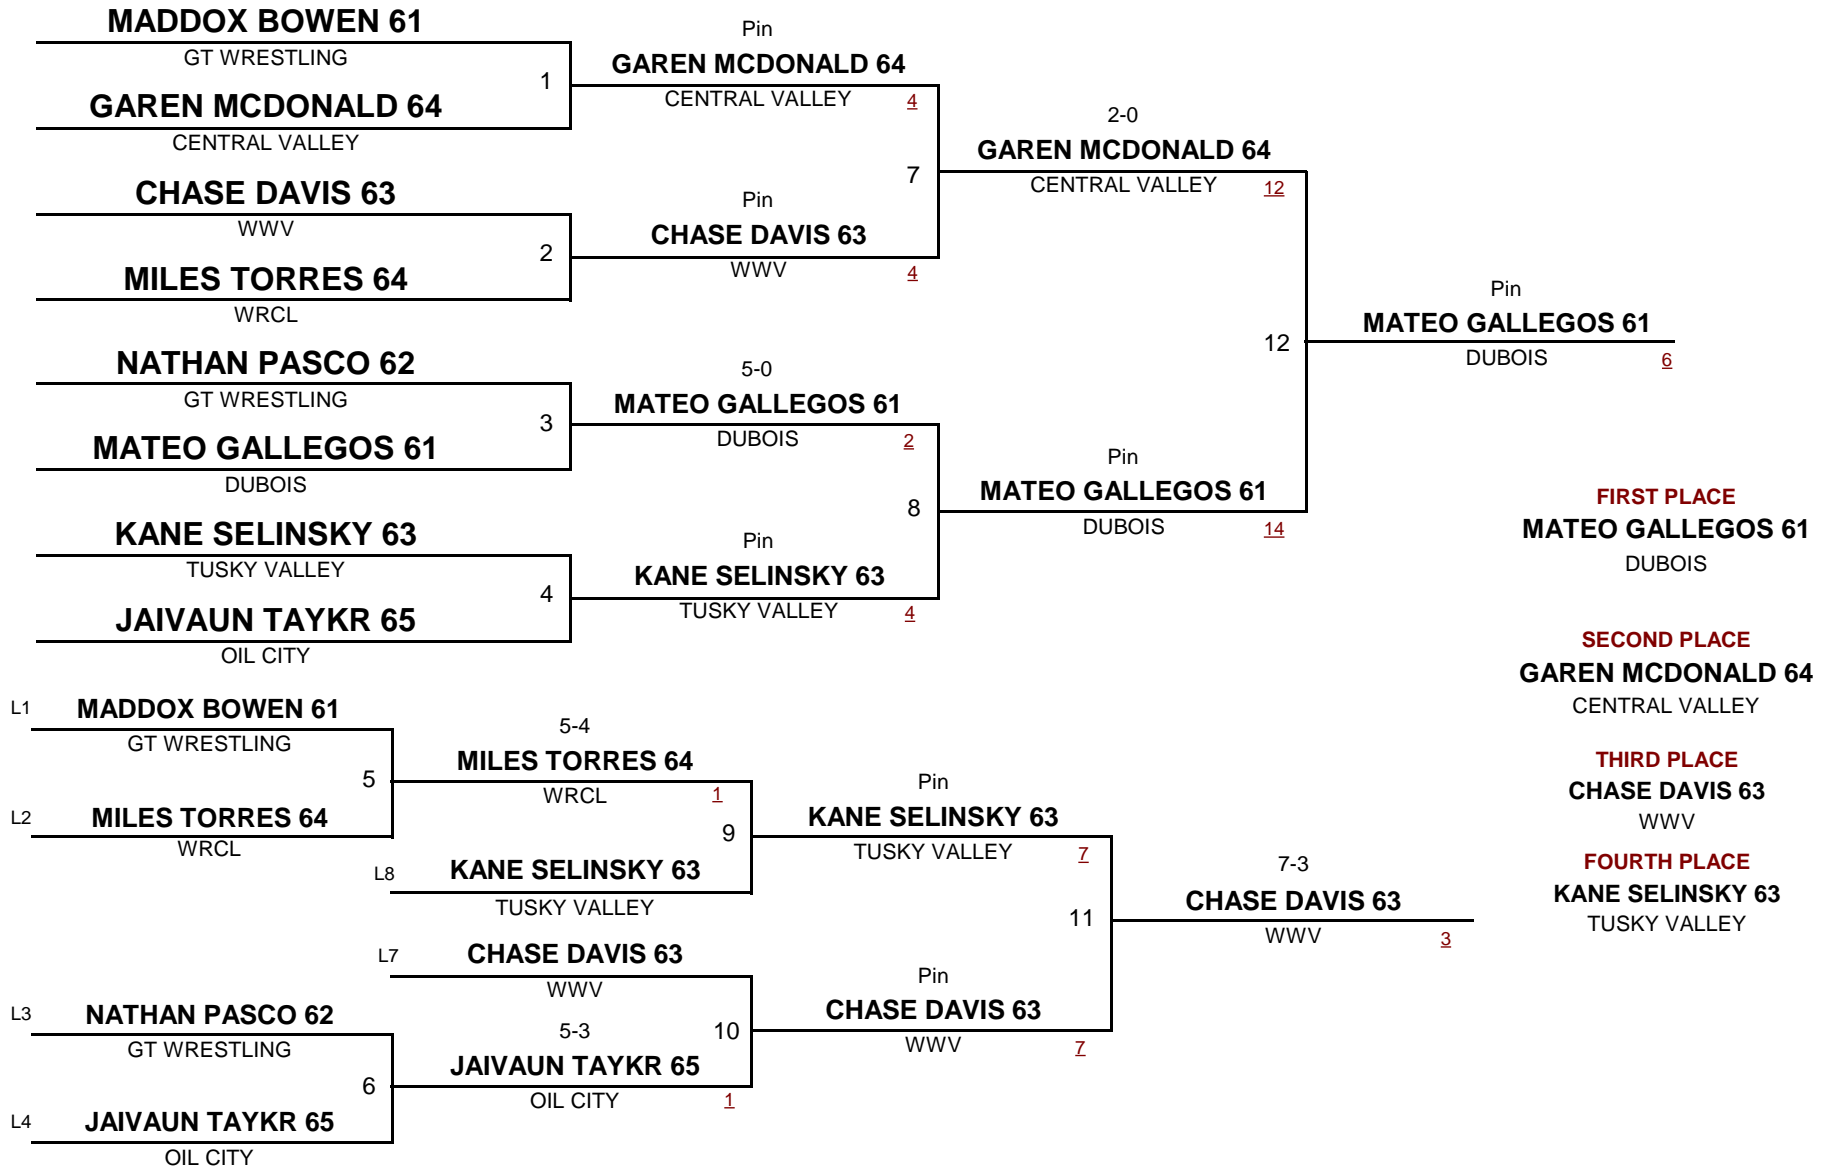 MADDOX BOWEN 61
GT WRESTLING
1
GAREN MCDONALD 64
CENTRAL VALLEY
CHASE DAVIS 63
WWV
2
MILES TORRES 64
WRCL
NATHAN PASCO 62
GT WRESTLING
3
MATEO GALLEGOS 61
DUBOIS
KANE SELINSKY 63
TUSKY VALLEY
4
JAIVAUN TAYKR 65
OIL CITY
Pin
GAREN MCDONALD 64
CENTRAL VALLEY 4
7
Pin
CHASE DAVIS 63
WWV 4
5-0
MATEO GALLEGOS 61
DUBOIS 2
8
Pin
KANE SELINSKY 63
TUSKY VALLEY 4
2-0
GAREN MCDONALD 64
CENTRAL VALLEY 12
12
Pin
MATEO GALLEGOS 61
DUBOIS 14
Pin
MATEO GALLEGOS 61
DUBOIS 6
FIRST PLACE
MATEO GALLEGOS 61
DUBOIS
SECOND PLACE
GAREN MCDONALD 64
CENTRAL VALLEY
THIRD PLACE
CHASE DAVIS 63
WWV
FOURTH PLACE
KANE SELINSKY 63
TUSKY VALLEY
L1 MADDOX BOWEN 61
GT WRESTLING
5
L2 MILES TORRES 64
WRCL
5-4
MILES TORRES 64
WRCL 1
9
L8 KANE SELINSKY 63
TUSKY VALLEY
L7 CHASE DAVIS 63
WWV
10
L3 NATHAN PASCO 62
GT WRESTLING
6
L4 JAIVAUN TAYKR 65
OIL CITY
5-3
JAIVAUN TAYKR 65
OIL CITY 1
Pin
KANE SELINSKY 63
TUSKY VALLEY 7
11
Pin
CHASE DAVIS 63
WWV 7
7-3
CHASE DAVIS 63
WWV 3